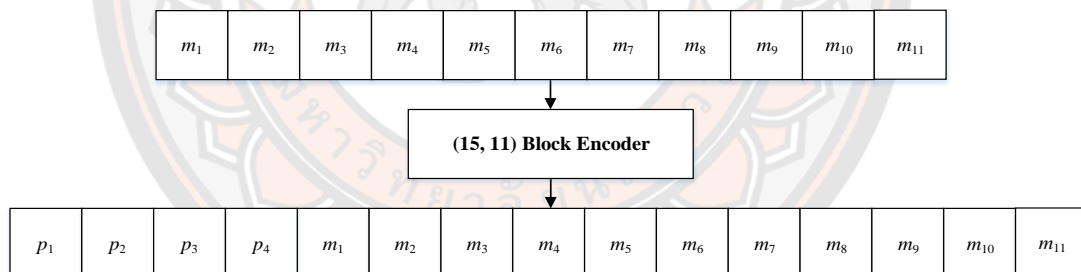 m1 m2 m3 m4 m5 m6 m7 m8 m9 m10 m11
(15, 11) Block Encoder
p1 p2 p3 p4 m1 m2 m3 m4 m5 m6 m7 m8 m9 m10 m11